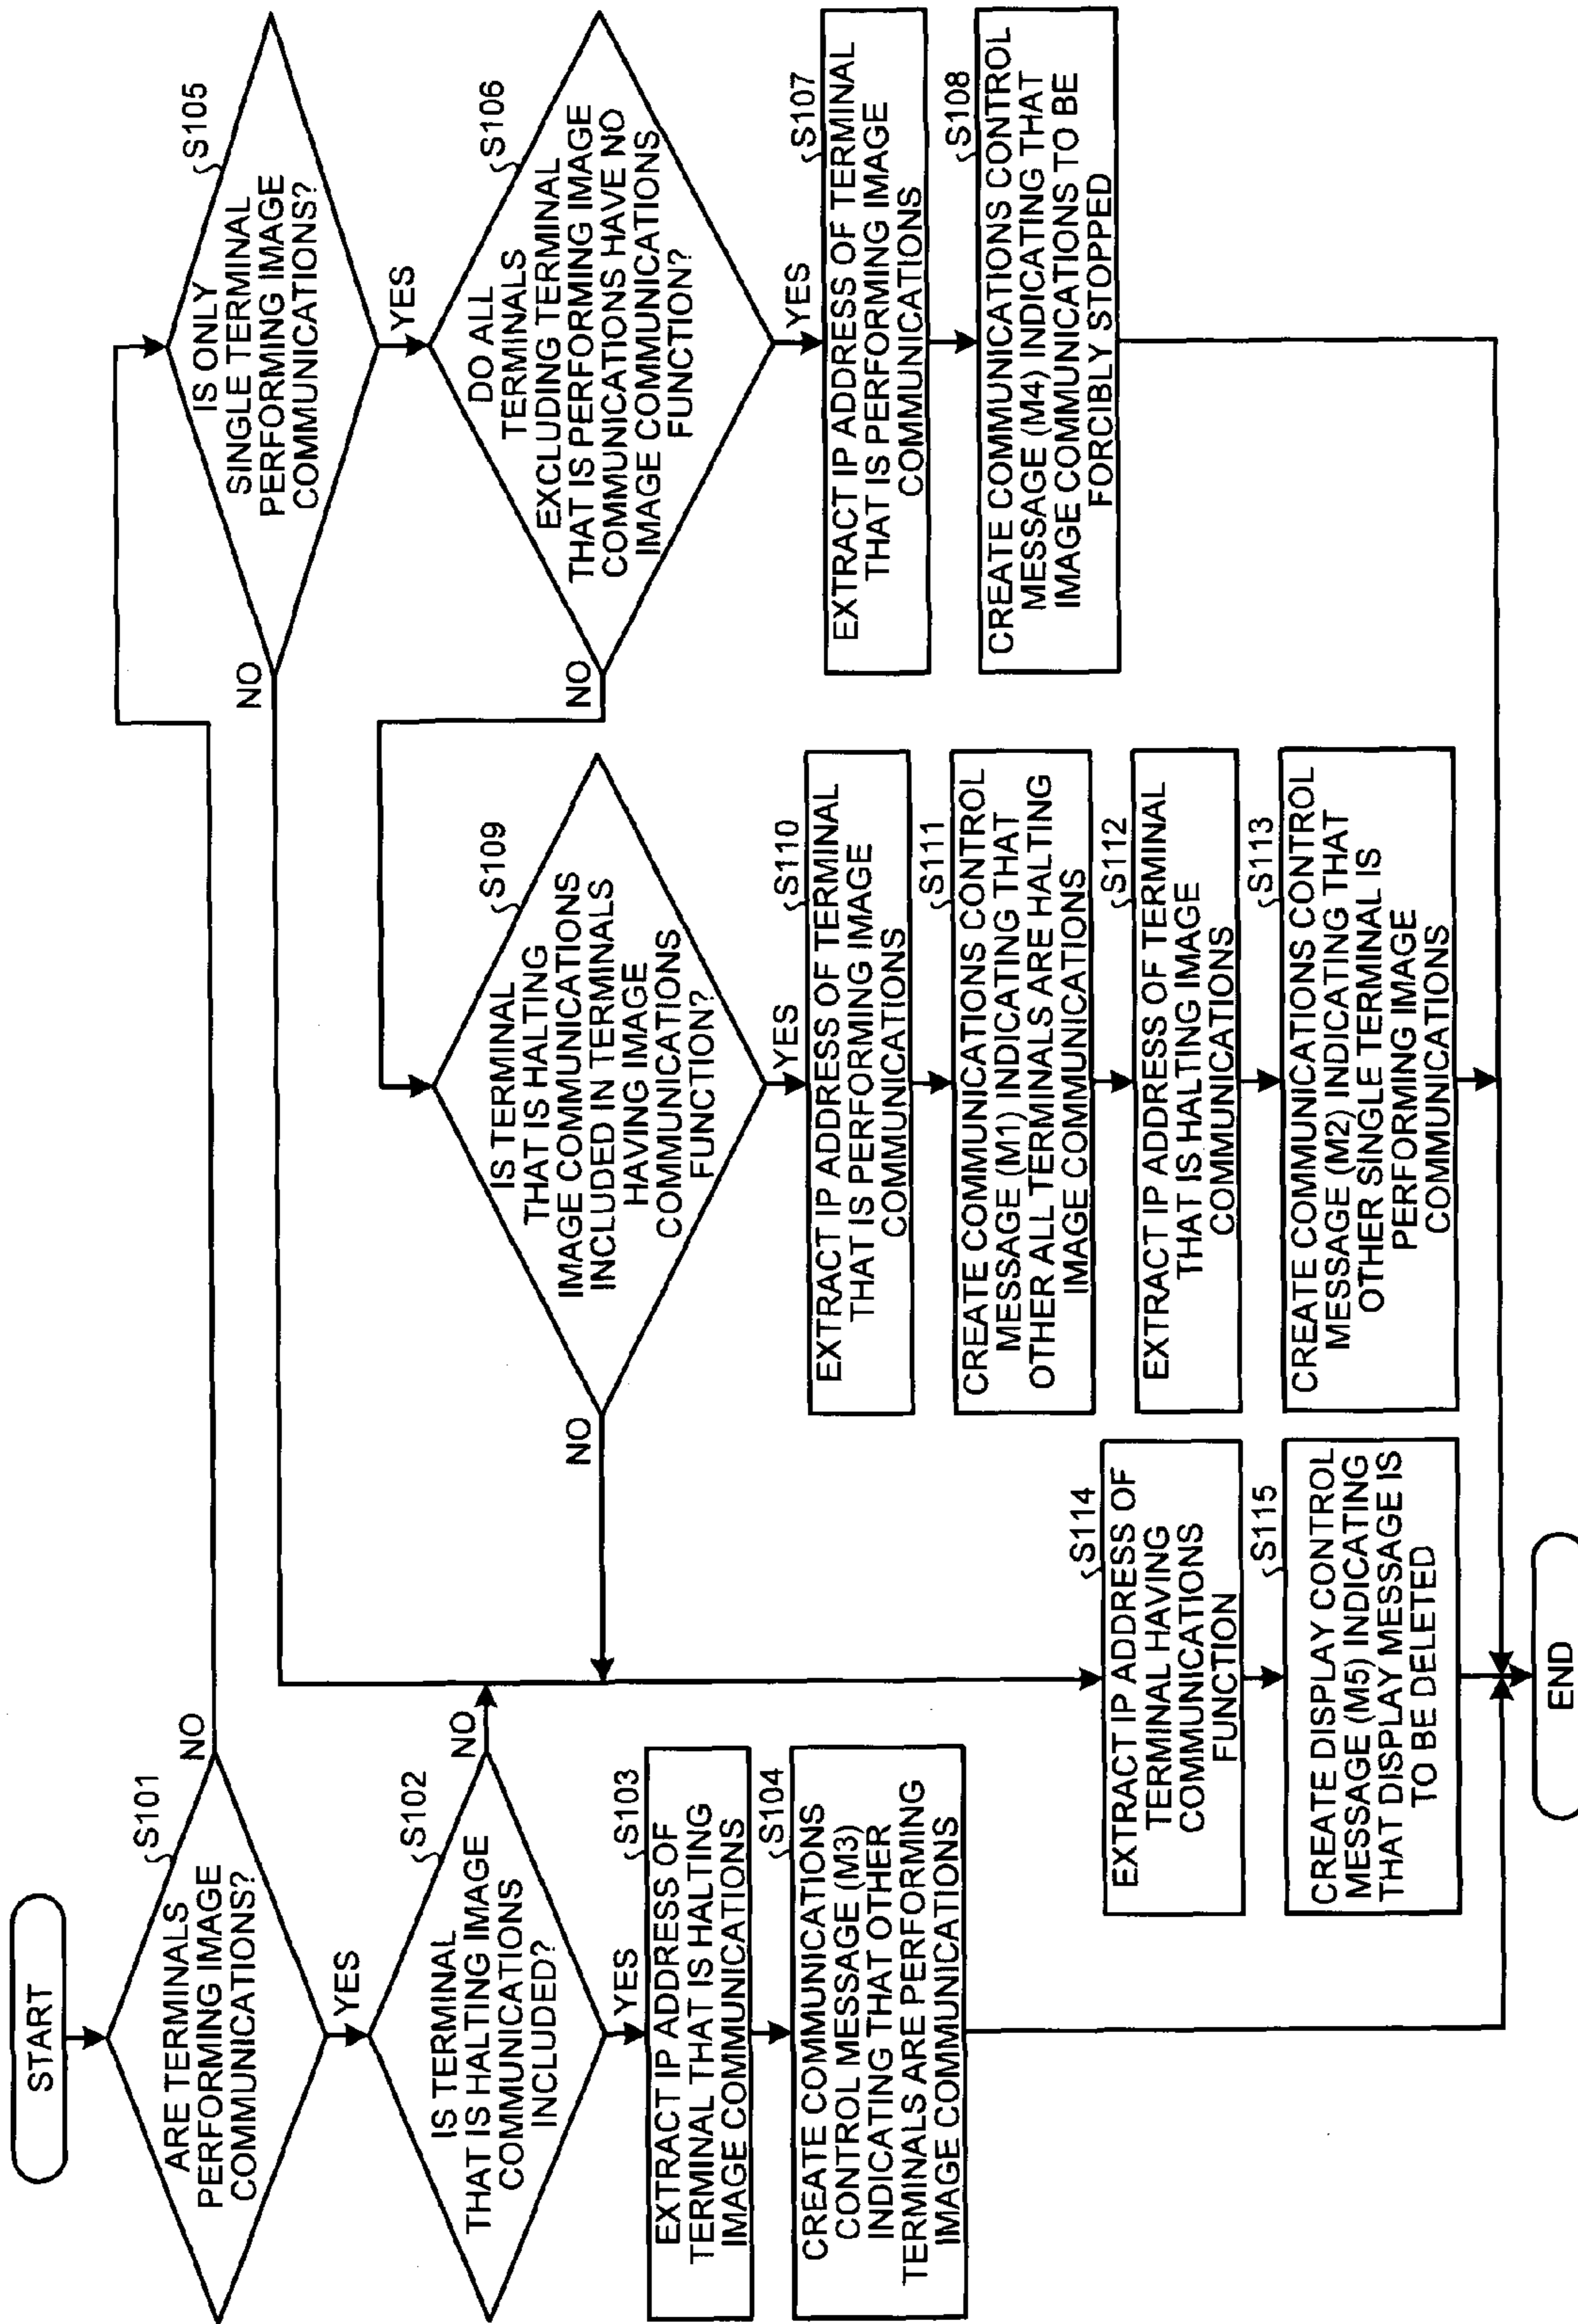 START
S101
ARE TERMINALS
PERFORMING IMAGE
COMMUNICATIONS?
NO
YES
S102
IS TERMINAL
THAT IS HALTING IMAGE
COMMUNICATIONS
INCLUDED?
NO
YES
S103
EXTRACT IP ADDRESS OF
TERMINAL THAT IS HALTING
IMAGE COMMUNICATIONS
S104
CREATE COMMUNICATIONS
CONTROL MESSAGE (M3)
INDICATING THAT OTHER
TERMINALS ARE PERFORMING
IMAGE COMMUNICATIONS
S105
IS ONLY
SINGLE TERMINAL
PERFORMING IMAGE
COMMUNICATIONS?
NO
YES
S106
DO ALL
TERMINALS
EXCLUDING TERMINAL
THAT IS PERFORMING IMAGE
COMMUNICATIONS HAVE NO
IMAGE COMMUNICATIONS
FUNCTION?
NO
YES
S107
EXTRACT IP ADDRESS OF TERMINAL
THAT IS PERFORMING IMAGE
COMMUNICATIONS
S108
CREATE COMMUNICATIONS CONTROL
MESSAGE (M4) INDICATING THAT
IMAGE COMMUNICATIONS TO BE
FORCIBLY STOPPED
S109
IS TERMINAL
THAT IS HALTING
IMAGE COMMUNICATIONS
INCLUDED IN TERMINALS
HAVING IMAGE
COMMUNICATIONS
FUNCTION?
NO
YES
S110
EXTRACT IP ADDRESS OF TERMINAL
THAT IS PERFORMING IMAGE
COMMUNICATIONS
S111
CREATE COMMUNICATIONS CONTROL
MESSAGE (M1) INDICATING THAT
OTHER ALL TERMINALS ARE HALTING
IMAGE COMMUNICATIONS
S112
EXTRACT IP ADDRESS OF TERMINAL
THAT IS HALTING IMAGE
COMMUNICATIONS
S113
CREATE COMMUNICATIONS CONTROL
MESSAGE (M2) INDICATING THAT
OTHER SINGLE TERMINAL IS
PERFORMING IMAGE
COMMUNICATIONS
S114
EXTRACT IP ADDRESS OF
TERMINAL HAVING
COMMUNICATIONS
FUNCTION
S115
CREATE DISPLAY CONTROL
MESSAGE (M5) INDICATING
THAT DISPLAY MESSAGE IS
TO BE DELETED
END